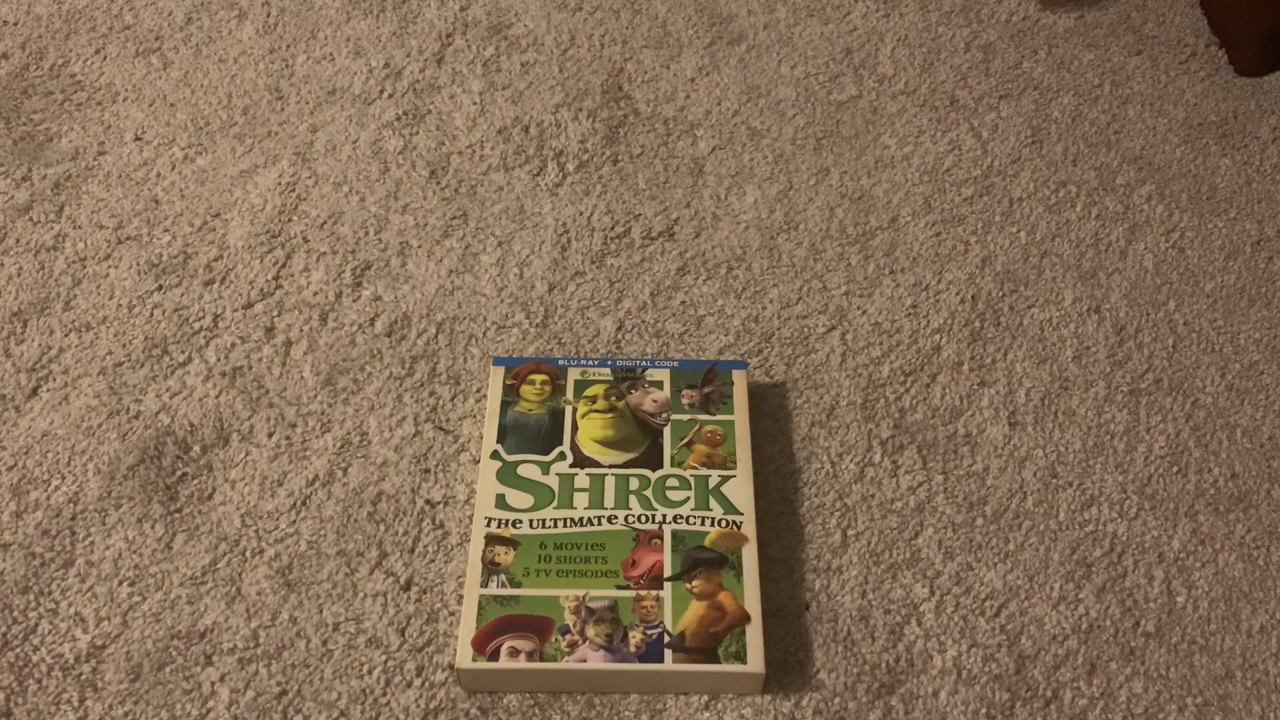 BLU-RAY + DIGITAL CODE
SHREK
THE ULTIMATE COLLECTION
6 MOVIES
10 SHORTS
5 TV EPISODES